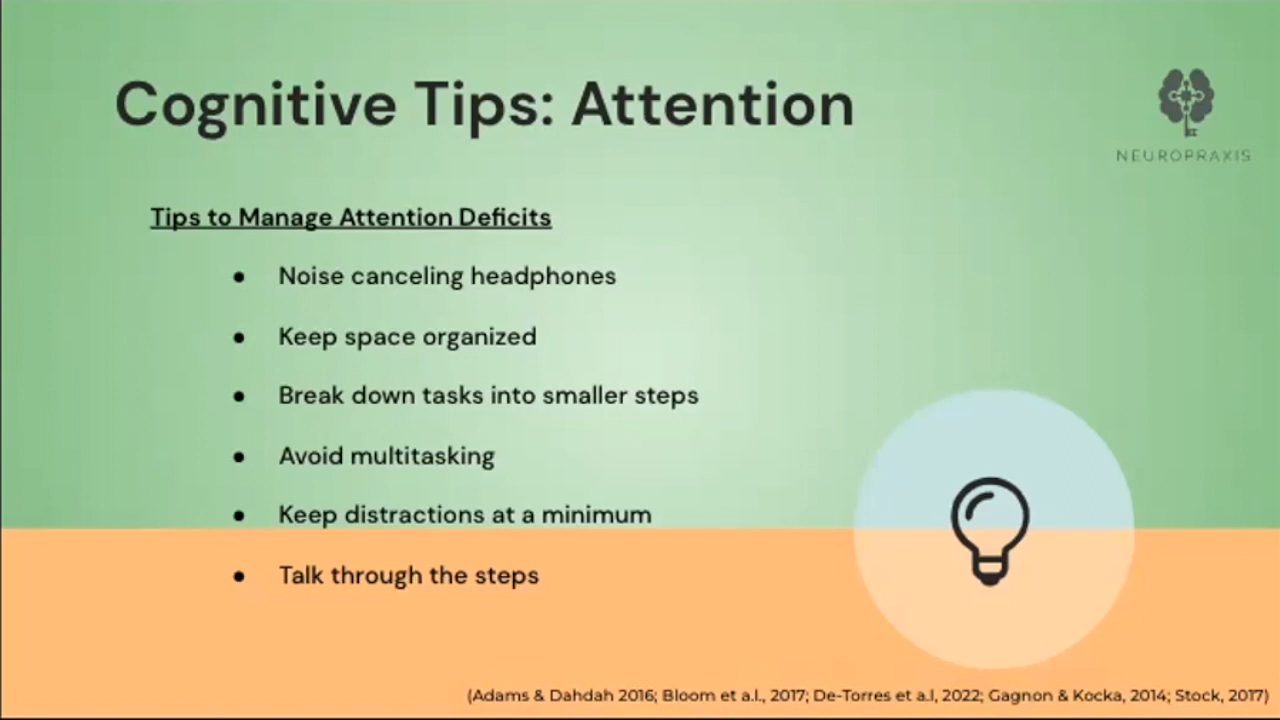 Cognitive Tips: Attention
NEUROPRAXIS
Tips to Manage Attention Deficits
● Noise canceling headphones
● Keep space organized
● Break down tasks into smaller steps
● Avoid multitasking
● Keep distractions at a minimum
● Talk through the steps
(Adams & Dahdah 2016; Bloom et a.l., 2017; De-Torres et a.l, 2022; Gagnon & Kocka, 2014; Stock, 2017)